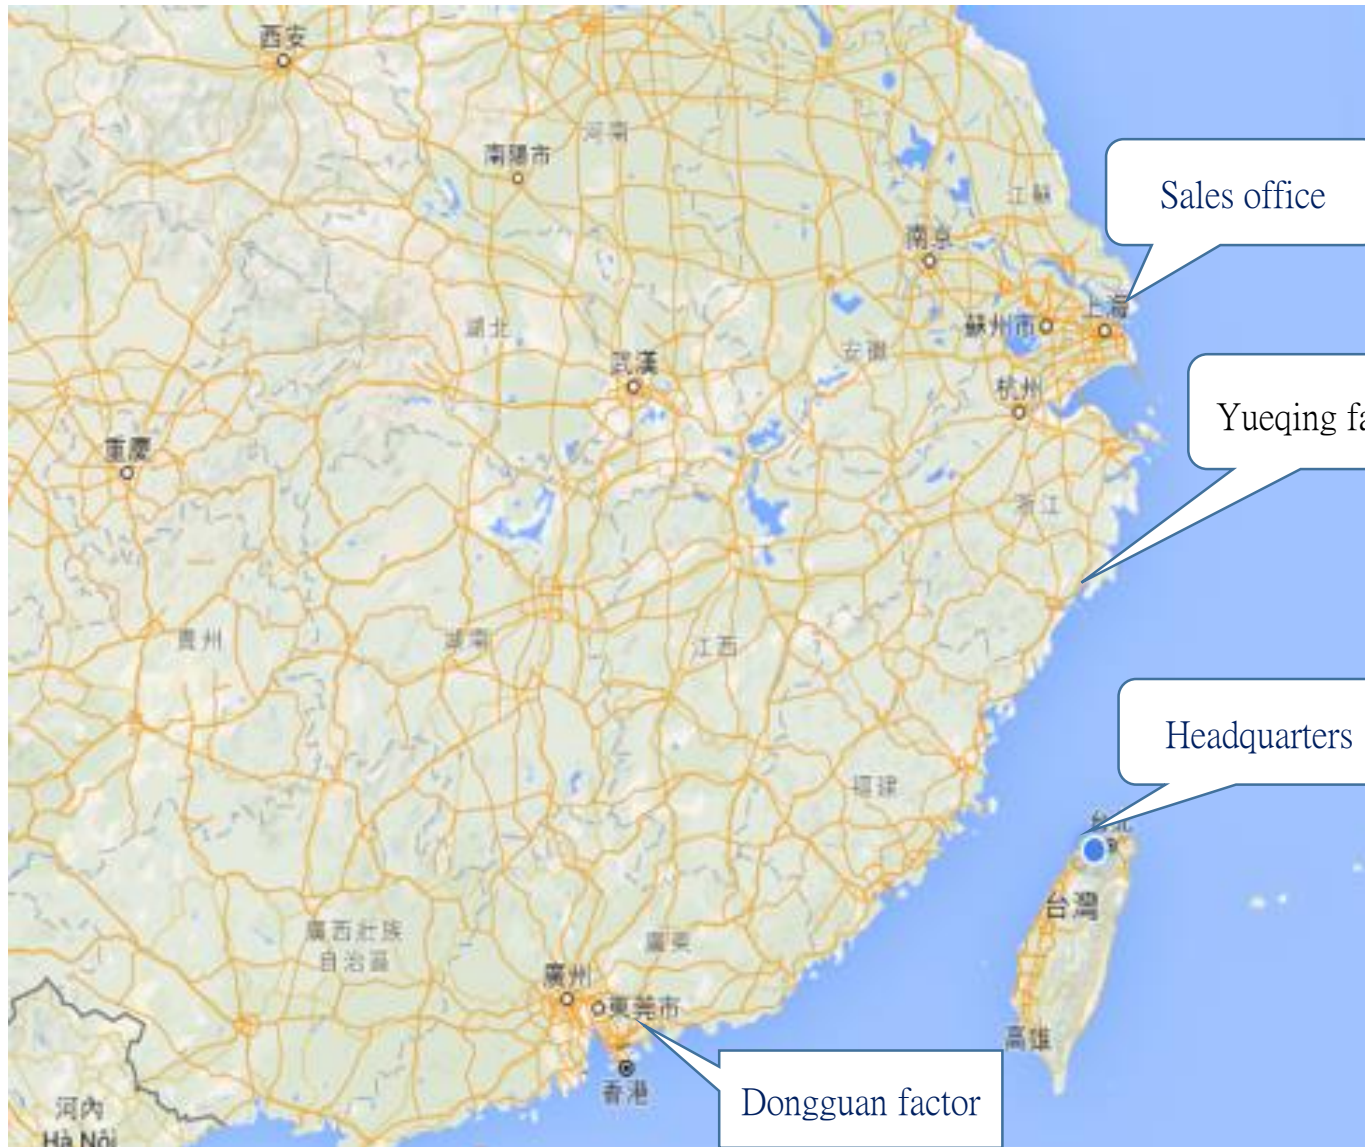 西安
河南
南陽市
Sales office
江蘇
南京
上海
蘇州市
湖北
安徽
武漢
杭州
Yueqing fa
重慶
浙江
貴州
湖南
江西
Headquarters
福建
台北
台灣
廣西壯族
自治區
廣東
廣州
東莞市
高雄
香港
Dongguan factor
河內
Hà Nội